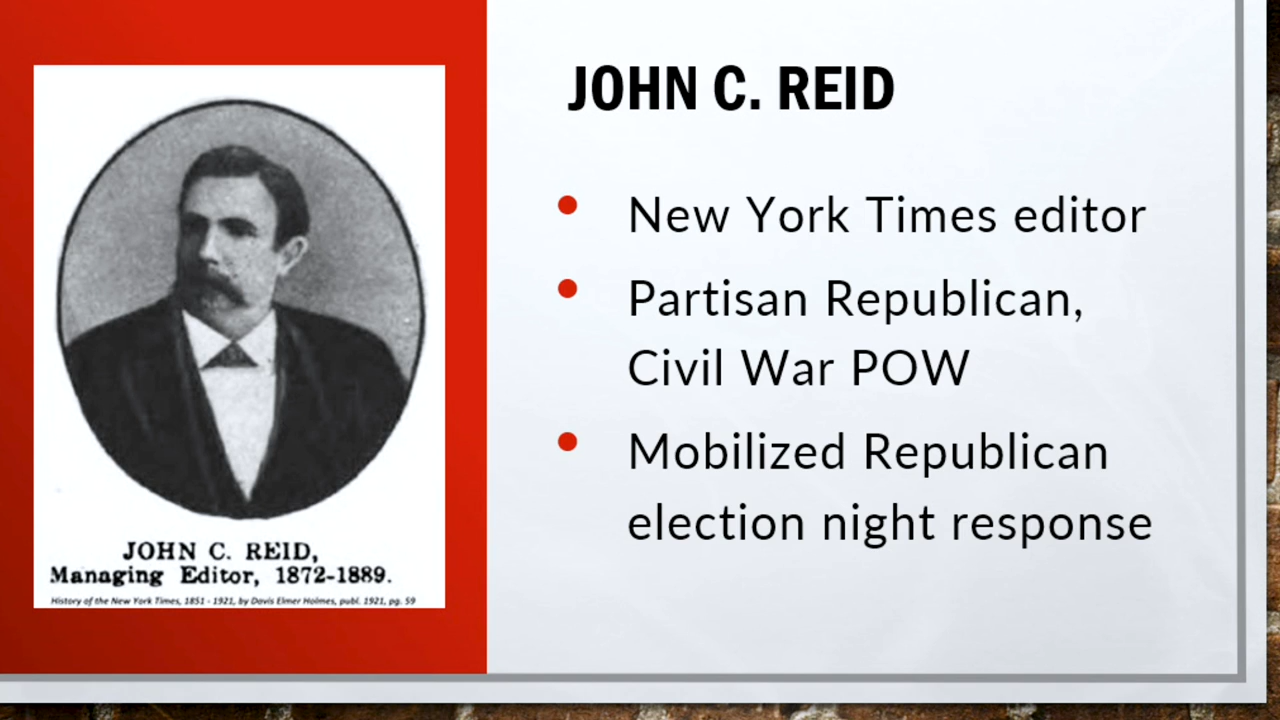 JOHN C. REID
New York Times editor
Partisan Republican,
Civil War POW
Mobilized Republican
election night response
JOHN C. REID,
Managing Editor, 1872-1889.
History of the New York Times, 1851 - 1921, by Davis Elmer Holmes, publ. 1921, pg. 59